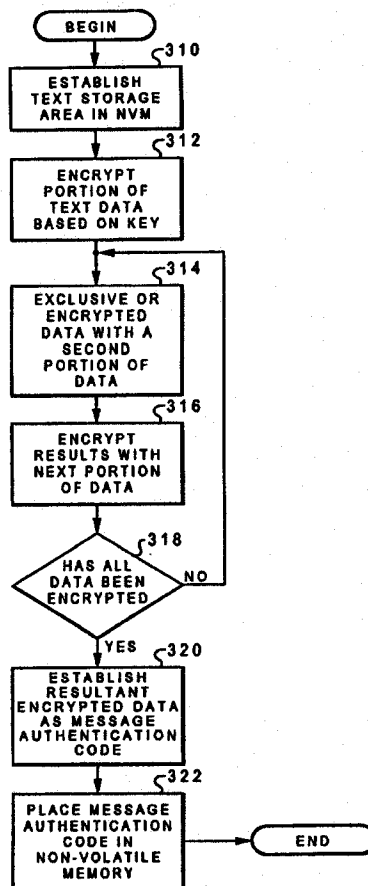 BEGIN
310
ESTABLISH
TEXT STORAGE
AREA IN NVM
312
ENCRYPT
PORTION OF
TEXT DATA
BASED ON KEY
314
EXCLUSIVE OR
ENCRYPTED
DATA WITH A
SECOND
PORTION OF
DATA
316
ENCRYPT
RESULTS WITH
NEXT PORTION
OF DATA
318
HAS ALL
DATA BEEN
ENCRYPTED
NO
YES
320
ESTABLISH
RESULTANT
ENCRYPTED DATA
AS MESSAGE
AUTHENTICATION
CODE
322
PLACE MESSAGE
AUTHENTICATION
CODE IN
NON-VOLATILE
MEMORY
END